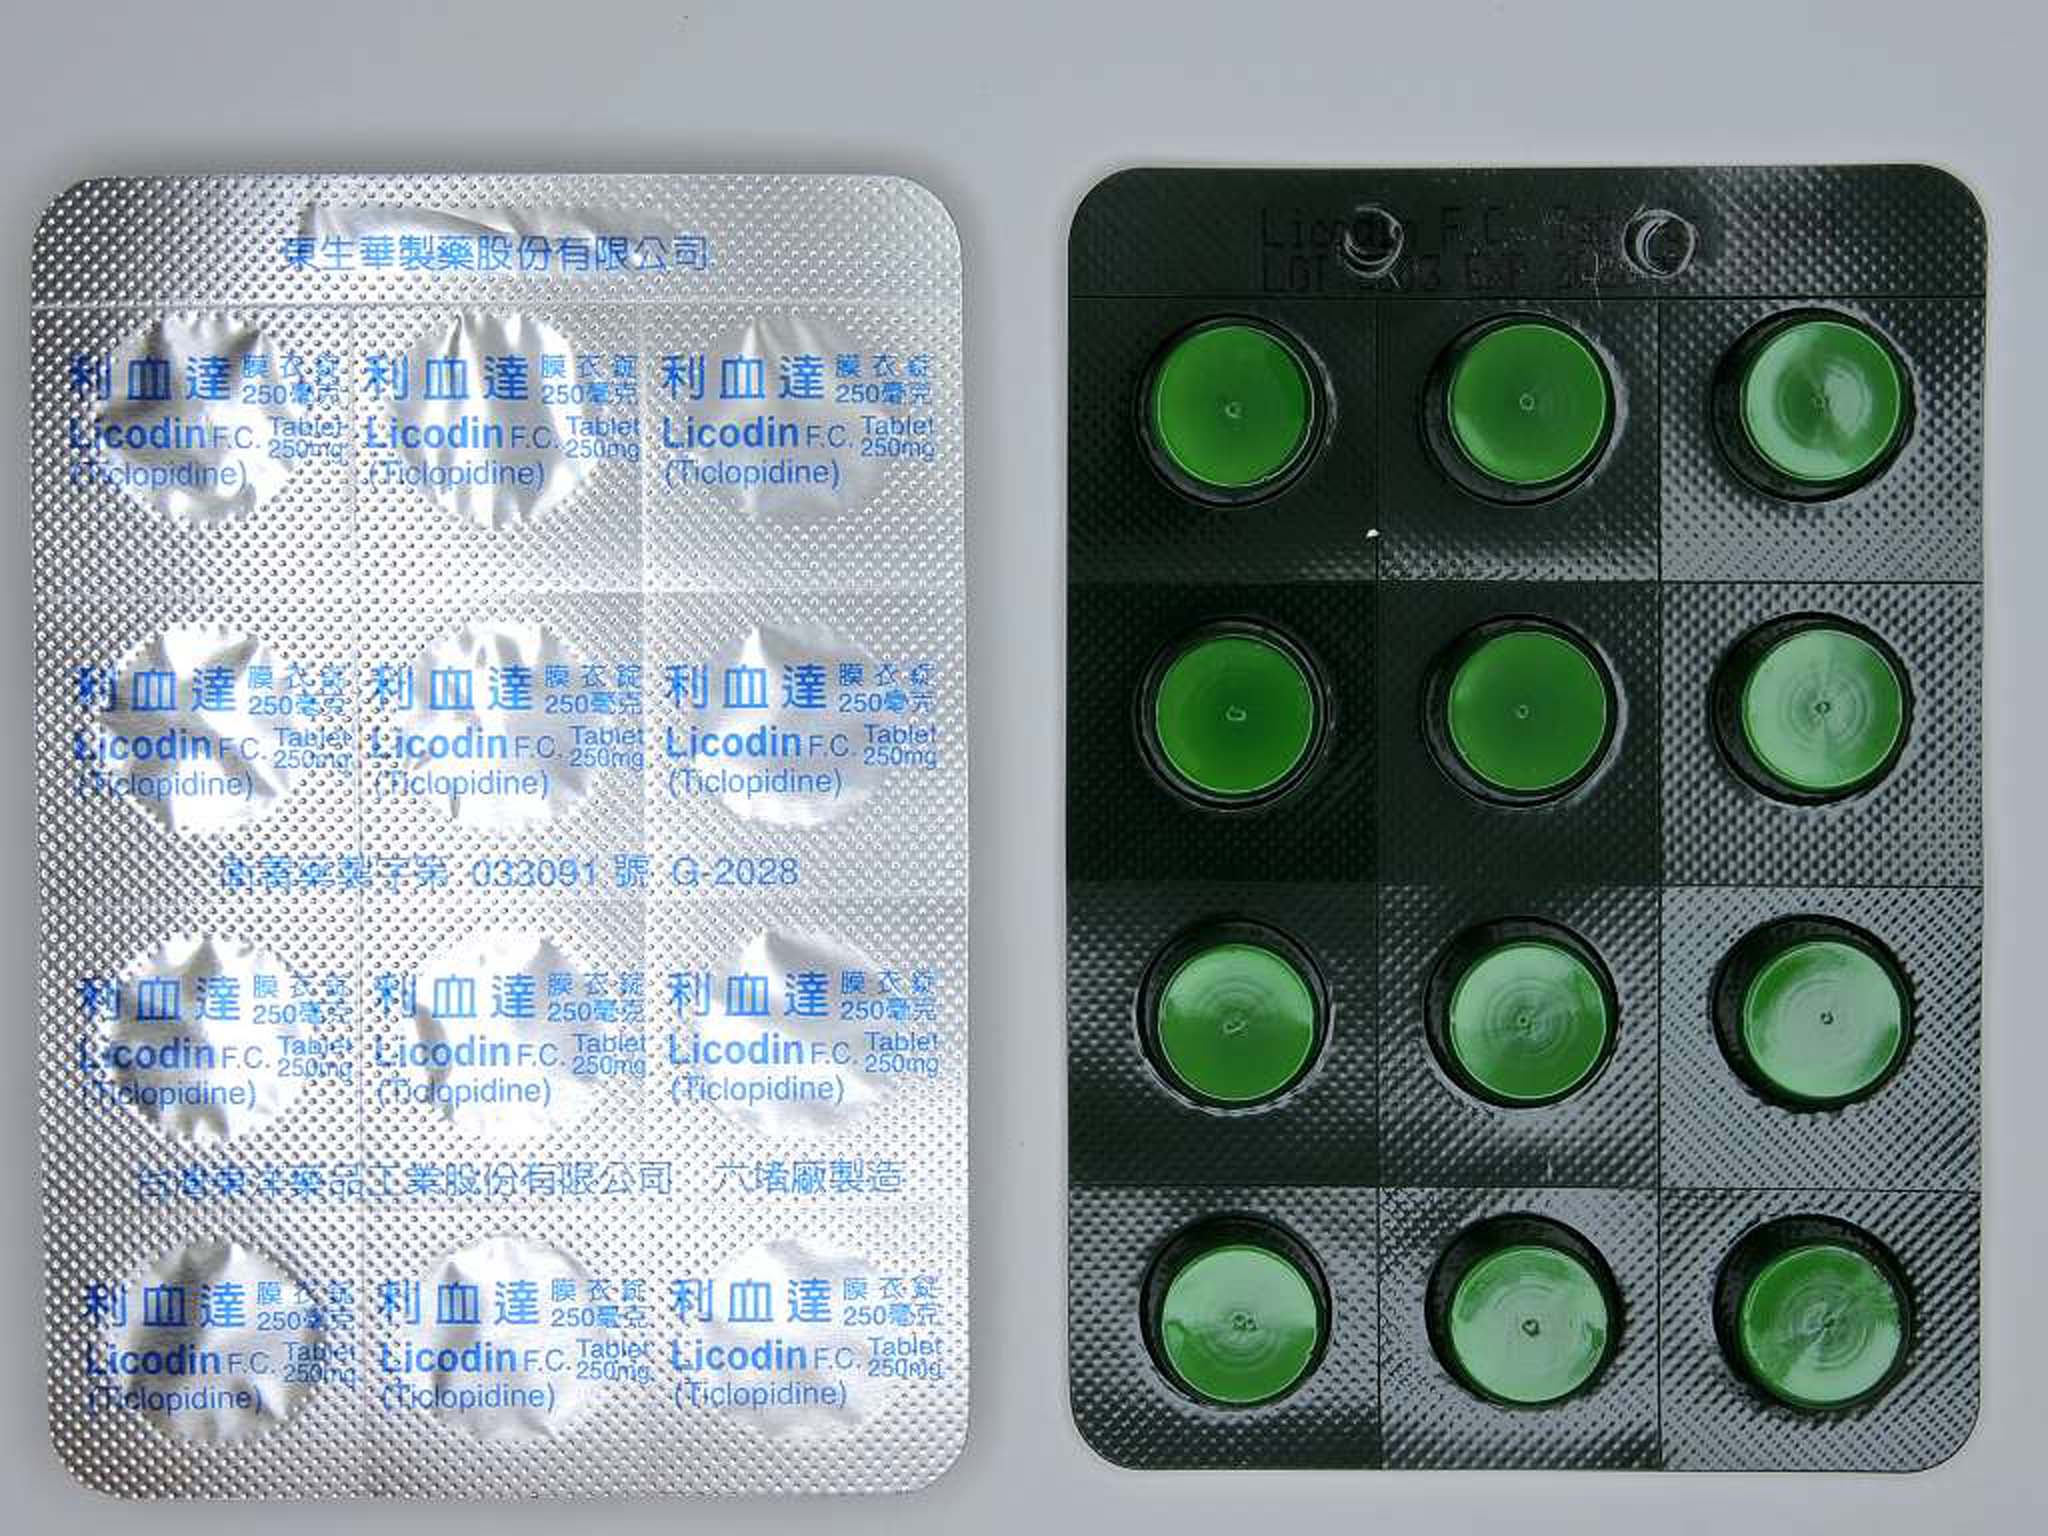 東生華製藥股份有限公司
利血達 膜衣錠 250毫克
Licodin F.C. Tablet 250mg
(Ticlopidine)
利血達 膜衣錠 250毫克
Licodin F.C. Tablet 250mg
(Ticlopidine)
利血達 膜衣錠 250毫克
Licodin F.C. Tablet 250mg
(Ticlopidine)
利血達 膜衣錠 250毫克
Licodin F.C. Tablet 250mg
(Ticlopidine)
利血達 膜衣錠 250毫克
Licodin F.C. Tablet 250mg
(Ticlopidine)
利血達 膜衣錠 250毫克
Licodin F.C. Tablet 250mg
(Ticlopidine)
衛署藥製字第 033091 號 G-2028
利血達 膜衣錠 250毫克
Licodin F.C. Tablet 250mg
(Ticlopidine)
利血達 膜衣錠 250毫克
Licodin F.C. Tablet 250mg
(Ticlopidine)
利血達 膜衣錠 250毫克
Licodin F.C. Tablet 250mg
(Ticlopidine)
台灣東洋藥品工業股份有限公司 六堵廠製造
利血達 膜衣錠 250毫克
Licodin F.C. Tablet 250mg
(Ticlopidine)
利血達 膜衣錠 250毫克
Licodin F.C. Tablet 250mg
(Ticlopidine)
利血達 膜衣錠 250毫克
Licodin F.C. Tablet 250mg
(Ticlopidine)
Licodin F.C.
LOT